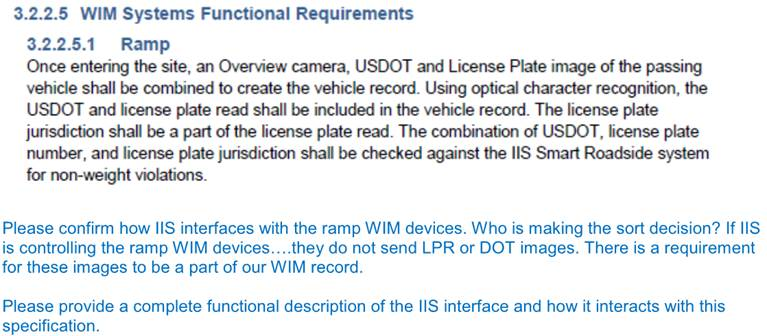 3.2.2.5 WIM Systems Functional Requirements
3.2.2.5.1 Ramp
Once entering the site, an Overview camera, USDOT and License Plate image of the passing
vehicle shall be combined to create the vehicle record. Using optical character recognition, the
USDOT and license plate read shall be included in the vehicle record. The license plate
jurisdiction shall be a part of the license plate read. The combination of USDOT, license plate
number, and license plate jurisdiction shall be checked against the IIS Smart Roadside system
for non-weight violations.
Please confirm how IIS interfaces with the ramp WIM devices. Who is making the sort decision? If IIS
is controlling the ramp WIM devices….they do not send LPR or DOT images. There is a requirement
for these images to be a part of our WIM record.
Please provide a complete functional description of the IIS interface and how it interacts with this
specification.